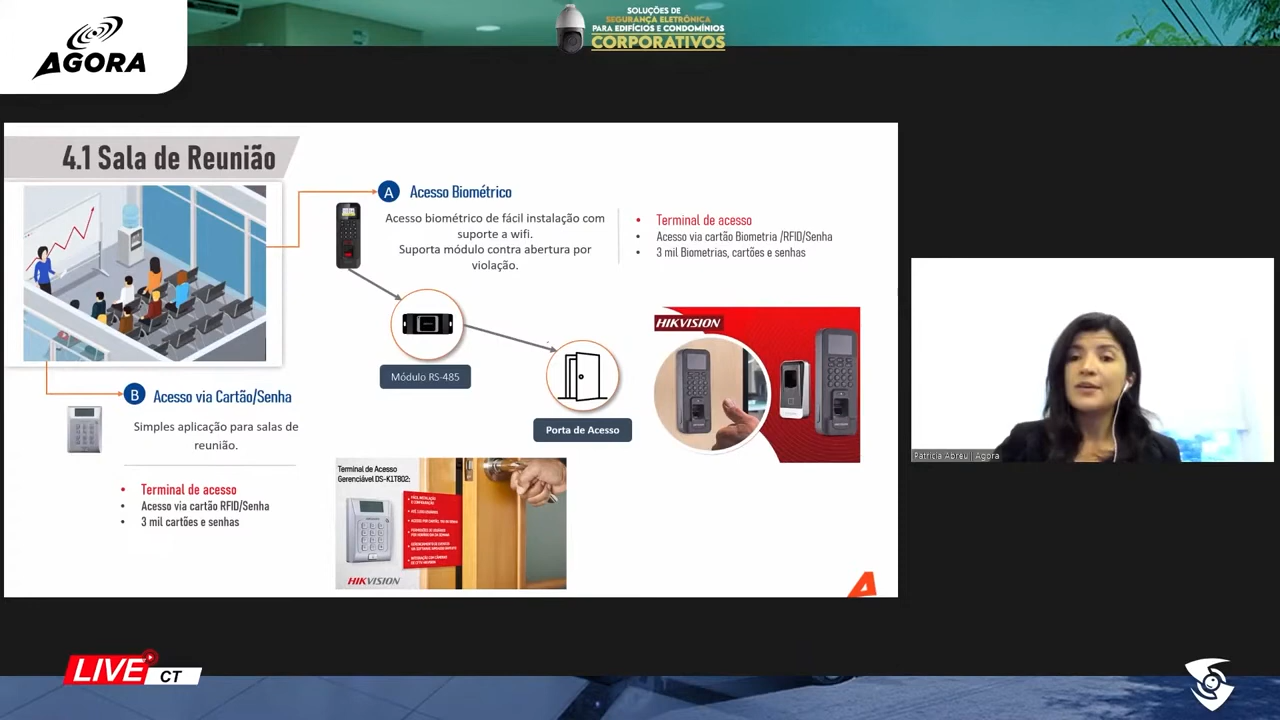 AGORA
SOLUÇÕES DE
SEGURANÇA ELETRÔNICA
PARA EDIFÍCIOS E CONDOMÍNIOS
CORPORATIVOS
4.1 Sala de Reunião
A Acesso Biométrico
Acesso biométrico de fácil instalação com
suporte a wifi.
Suporta módulo contra abertura por
violação.
• Terminal de acesso
• Acesso via cartão Biometria /RFID/Senha
• 3 mil Biometrias, cartões e senhas
Módulo RS-485
Porta de Acesso
HIKVISION
B Acesso via Cartão/Senha
Simples aplicação para salas de
reunião.
• Terminal de acesso
• Acesso via cartão RFID/Senha
• 3 mil cartões e senhas
Terminal de Acesso
Gerenciável DS-K1T802:
HIKVISION
Patricia Abreu | Agora
LIVE CT